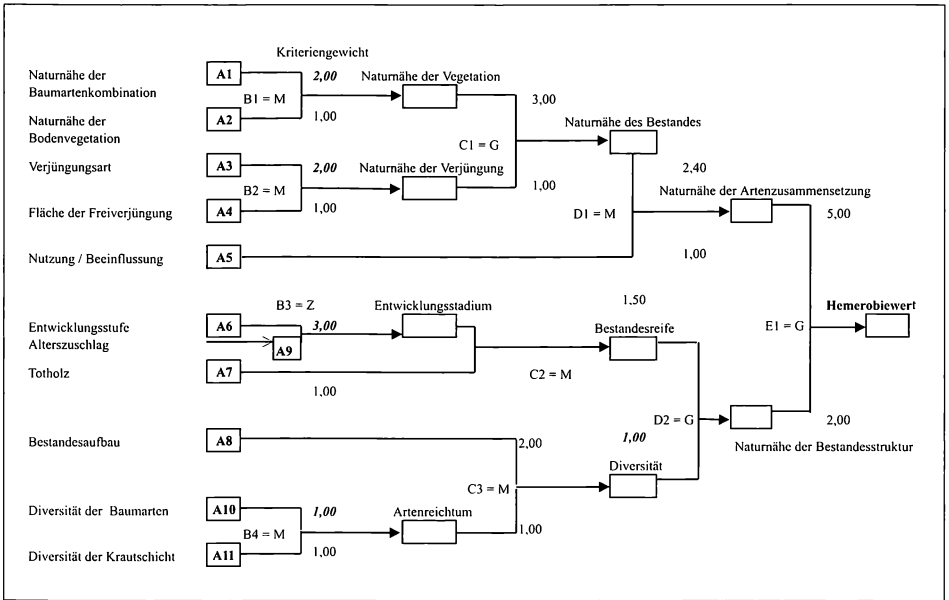 Kriteriengewicht
Naturnähe der
Baumartenkombination
A1
2,00
B1 = M
Naturnähe der Vegetation
3,00
Naturnähe der
Bodenvegetation
A2
1,00
C1 = G
Naturnähe des Bestandes
Verjüngungsart
A3
2,00
B2 = M
Naturnähe der Verjüngung
1,00
2,40
Fläche der Freiverjüngung
A4
1,00
D1 = M
Naturnähe der Artenzusammensetzung
5,00
Nutzung / Beeinflussung
A5
1,00
B3 = Z
Entwicklungsstadium
1,50
Hemerobiewert
Entwicklungsstufe
Alterszuschlag
A6
3,00
A9
Bestandesreife
E1 = G
Totholz
A7
1,00
C2 = M
D2 = G
2,00
Naturnähe der Bestandesstruktur
Bestandesaufbau
A8
2,00
1,00
C3 = M
Diversität
Diversität der Baumarten
A10
1,00
B4 = M
Artenreichtum
1,00
Diversität der Krautschicht
A11
1,00